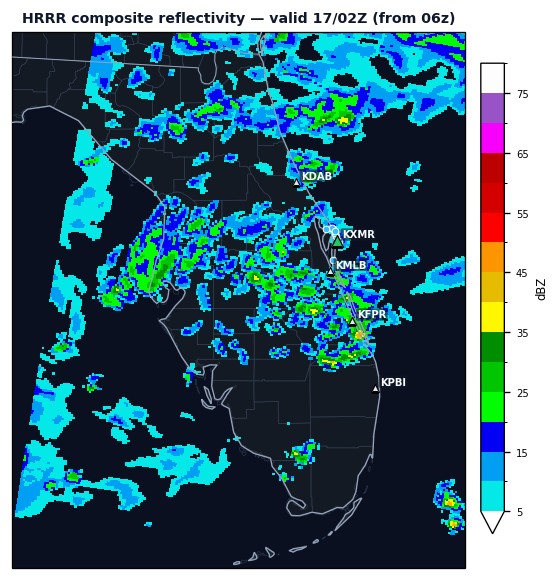 HRRR composite reflectivity — valid 17/02Z (from 06z)
KDAB
KXMR
KMLB
KFPR
KPBI
75
65
55
45
35
25
15
5
dBZ